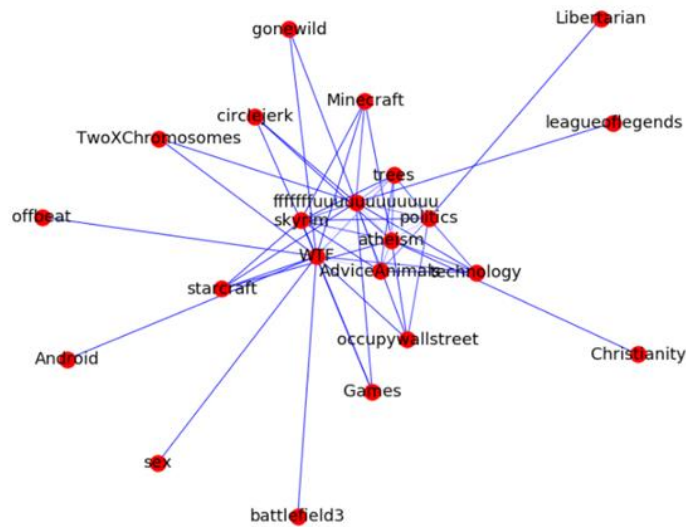 Libertarian
gonewild
Minecraft
circlejerk
leagueoflegends
TwoXChromosomes
trees
fffffffuuuuuuuuuuuu
offbeat
skyrim
politics
atheism
WTF
AdviceAnimals
technology
starcraft
occupywallstreet
Android
Christianity
Games
sex
battlefield3